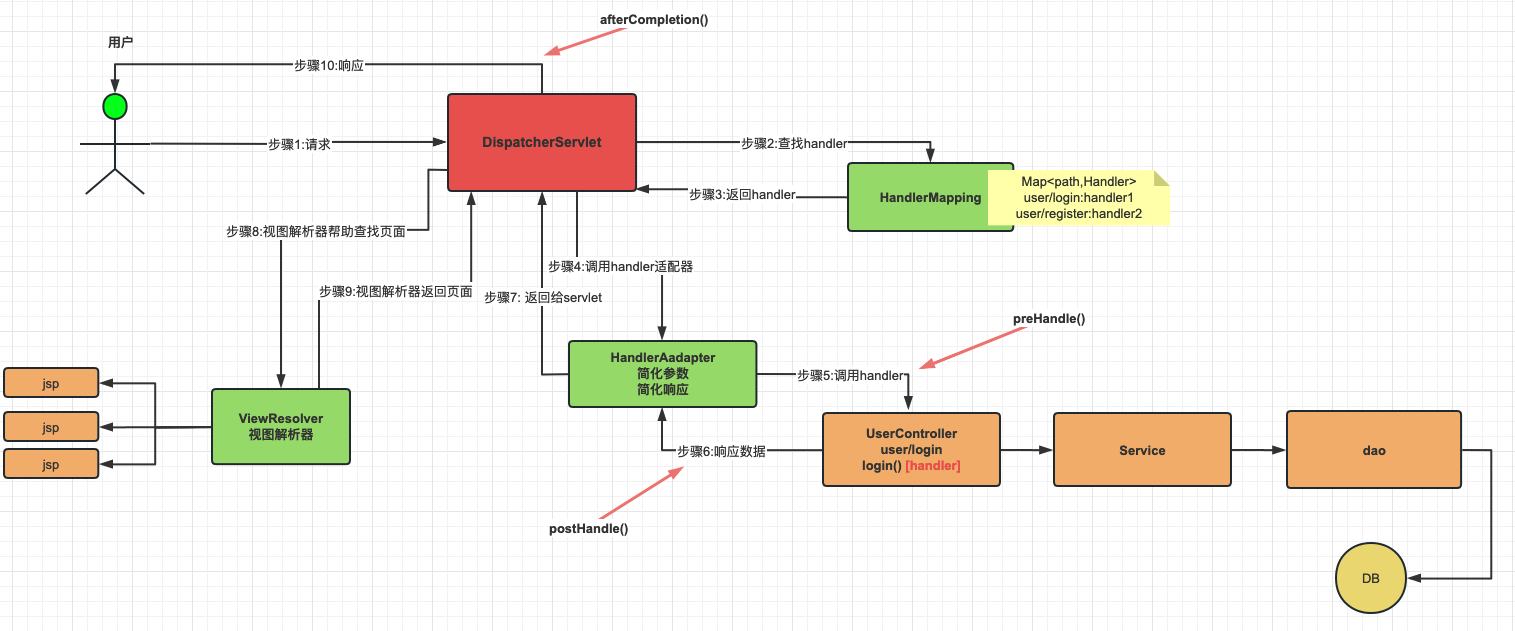 afterCompletion()
用户
步骤10:响应
DispatcherServlet
步骤1:请求
步骤2:查找handler
Map<path,Handler>
user/login:handler1
user/register:handler2
HandlerMapping
步骤3:返回handler
步骤8:视图解析器帮助查找页面
步骤4:调用handler适配器
步骤9:视图解析器返回页面
步骤7: 返回给servlet
preHandle()
HandlerAadapter
简化参数
简化响应
步骤5:调用handler
jsp
jsp
jsp
ViewResolver
视图解析器
步骤6:响应数据
UserController
user/login
login() [handler]
Service
dao
postHandle()
DB